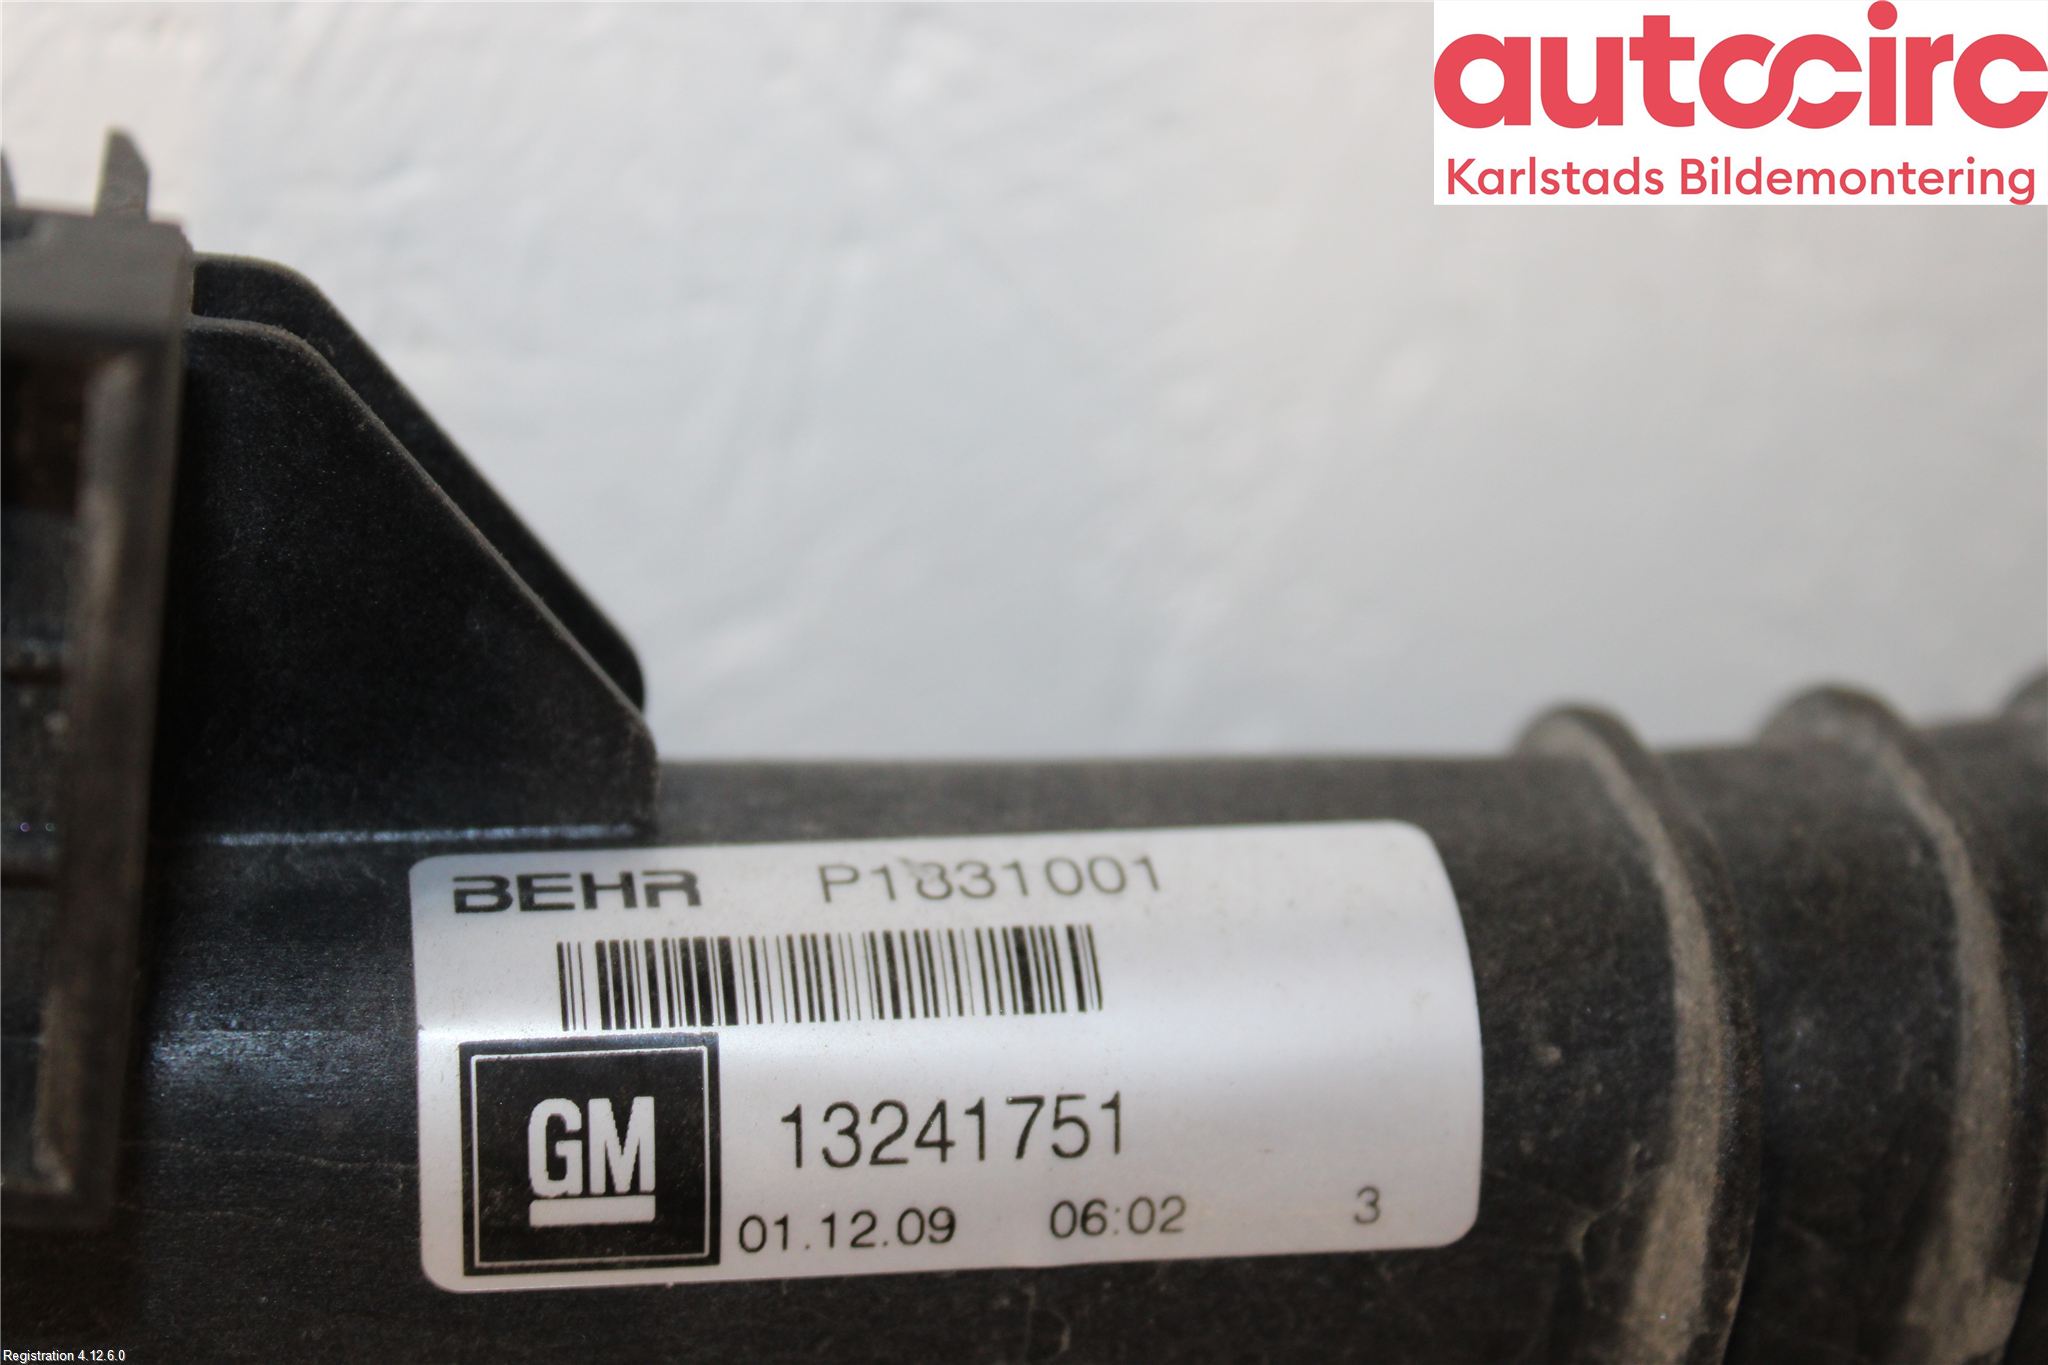 autocirc
Karlstads Bildemontering
BEHR P1831001
GM
13241751
01.12.09 06:02 3
Registration 4.12.6.0